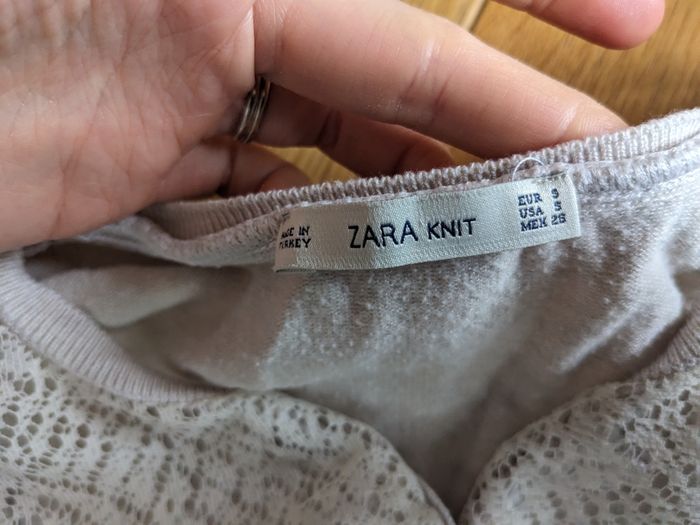 MADE IN
TURKEY
ZARA KNIT
EUR S
USA S
MEX 26